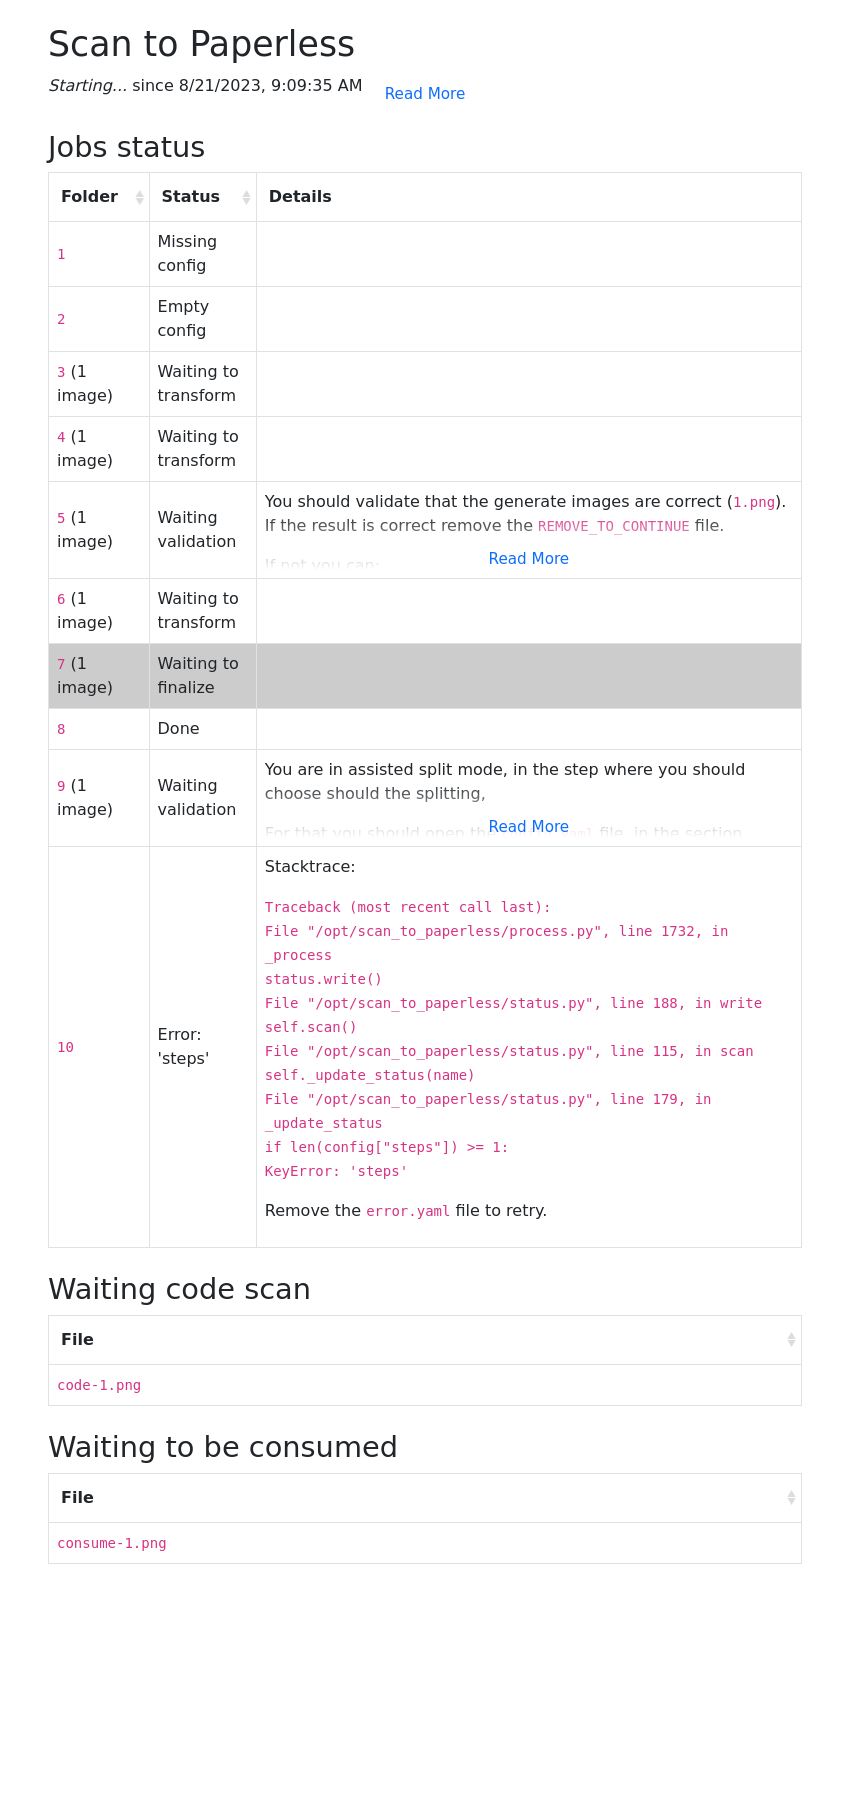 Scan to Paperless
Starting... since 8/21/2023, 9:09:35 AM
Read More
Jobs status
Folder Status Details
1 Missing
config
2 Empty
config
3 (1
image)
Waiting to
transform
4 (1
image)
Waiting to
transform
5 (1
image)
Waiting
validation
You should validate that the generate images are correct (1.png).
If the result is correct remove the REMOVE_TO_CONTINUE file.
If not you can:
Read More
6 (1
image)
Waiting to
transform
7 (1
image)
Waiting to
finalize
8 Done
9 (1
image)
Waiting
validation
You are in assisted split mode, in the step where you should
choose should the splitting,
For that you should open the file, in the section
Read More
10
Error:
'steps'
Stacktrace:
Traceback (most recent call last):
File "/opt/scan_to_paperless/process.py", line 1732, in
_process
status.write()
File "/opt/scan_to_paperless/status.py", line 188, in write
self.scan()
File "/opt/scan_to_paperless/status.py", line 115, in scan
self._update_status(name)
File "/opt/scan_to_paperless/status.py", line 179, in
_update_status
if len(config["steps"]) >= 1:
KeyError: 'steps'
Remove the error.yaml file to retry.
Waiting code scan
File
code-1.png
Waiting to be consumed
File
consume-1.png